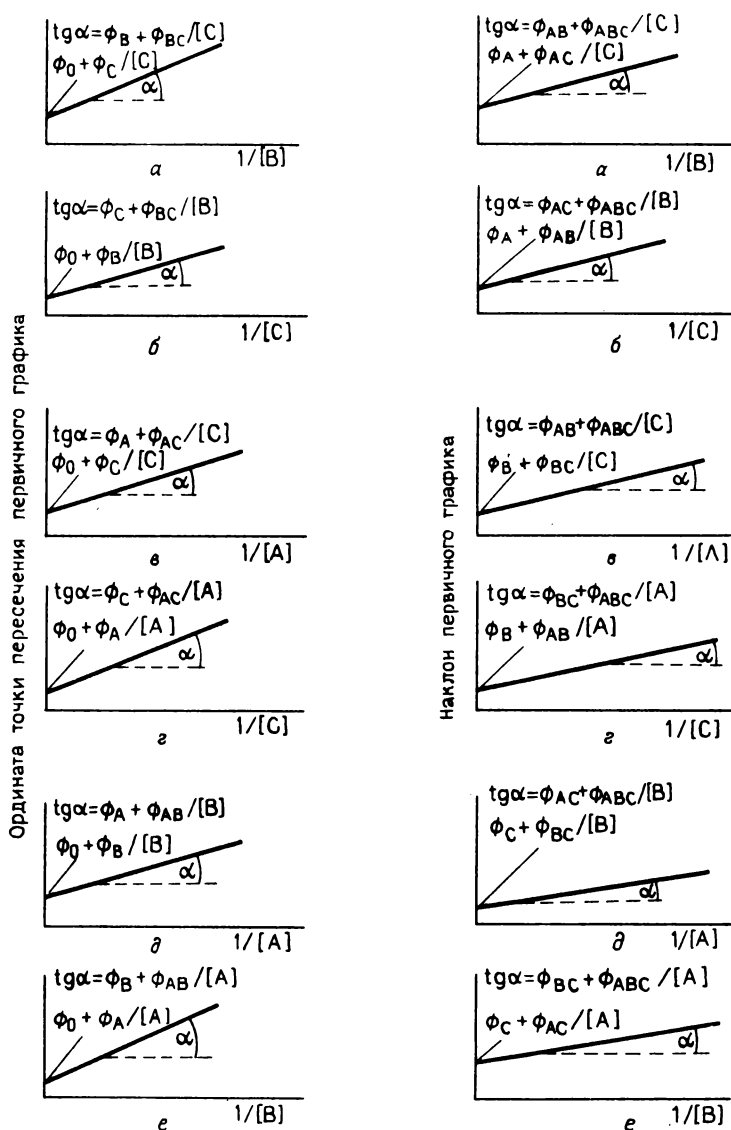 Ордината точки пересечения первичного графика
tgα=ϕB + ϕBC/[C]
ϕ0 + ϕC/[C]
α
1/[B]
а
tgα=ϕC + ϕBC/[B]
ϕ0 + ϕB/[B]
α
1/[C]
б
tgα=ϕA + ϕAC/[C]
ϕ0 + ϕC/[C]
α
1/[A]
в
tgα=ϕC + ϕAC/[A]
ϕ0 + ϕA/[A]
α
1/[C]
г
tgα=ϕA + ϕAB/[B]
ϕ0 + ϕB/[B]
α
1/[A]
д
tgα=ϕB + ϕAB/[A]
ϕ0 + ϕA/[A]
α
1/[B]
е
Наклон первичного графика
tgα=ϕAB + ϕABC/[C]
ϕA + ϕAC/[C]
α
1/[B]
а
tgα=ϕAC + ϕABC/[B]
ϕA + ϕAB/[B]
α
1/[C]
б
tgα=ϕAB+ϕABC/[C]
ϕB + ϕBC/[C]
α
1/[A]
в
tgα=ϕBC+ϕABC/[A]
ϕB + ϕAB/[A]
α
1/[C]
г
tgα=ϕAC+ϕABC/[B]
ϕC + ϕBC/[B]
α
1/[A]
д
tgα=ϕBC + ϕABC /[A]
ϕC + ϕAC/[A]
α
1/[B]
е